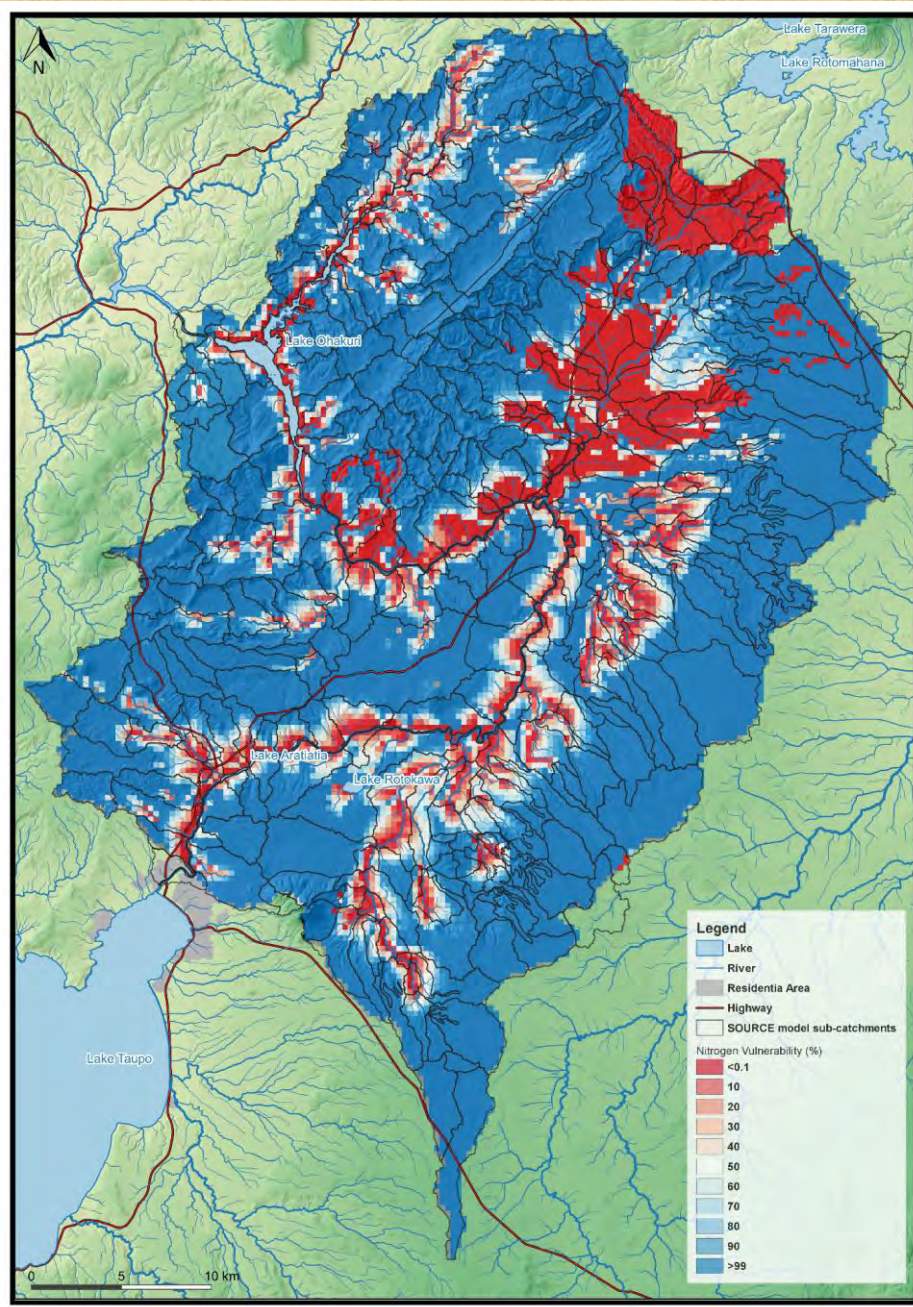 Lake Tarawera
Lake Rotomahana
N
Lake Ohakuri
Lake Aratiatia
Lake Rotokawa
Lake Taupo
Legend
Lake
River
Residentia Area
Highway
SOURCE model sub-catchments
Nitrogen Vulnerability (%)
<0.1
10
20
30
40
50
60
70
80
90
>99
0 5 10 km